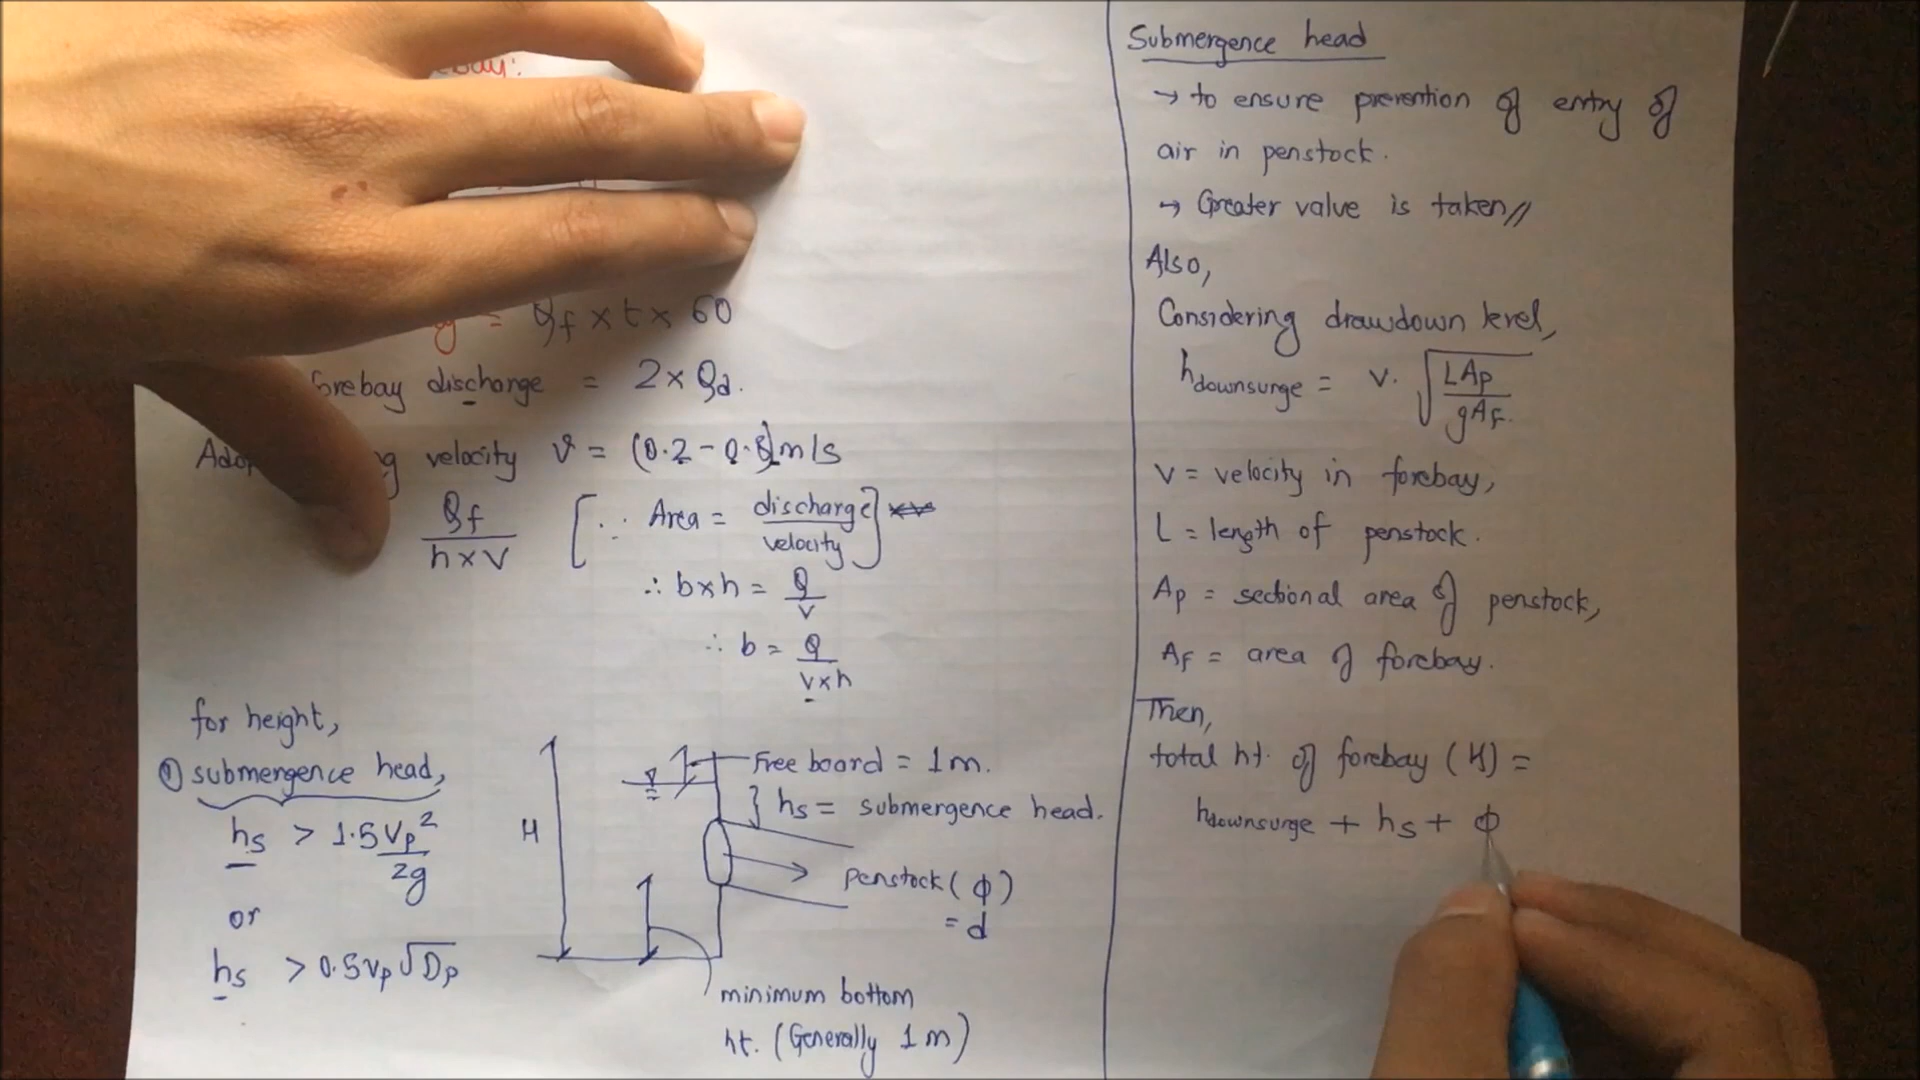 = Qf × t × 60
forebay discharge = 2 × Qd.
velocity v = (0.2 - 0.8) m/s
Qf / h × v [∵ Area = discharge / velocity]
∴ b×h = Q / v
∴ b = Q / v×h
for height,
① submergence head,
hs > 1.5 Vp² / 2g
or
hs > 0.5 vp √Dp
H
Free board = 1m.
} hs = submergence head.
penstock (ϕ)
= d
minimum bottom
ht. (Generally 1m)
Submergence head
→ to ensure prevention of entry of
air in penstock.
→ Greater value is taken//
Also,
Considering drawdown level,
hdownsurge = v. √(LAp / gAF.)
V = velocity in forebay,
L = length of penstock.
Ap = sectional area of penstock,
AF = area of forebay.
Then,
total ht. of forebay (H) =
hdownsurge + hs + ϕ